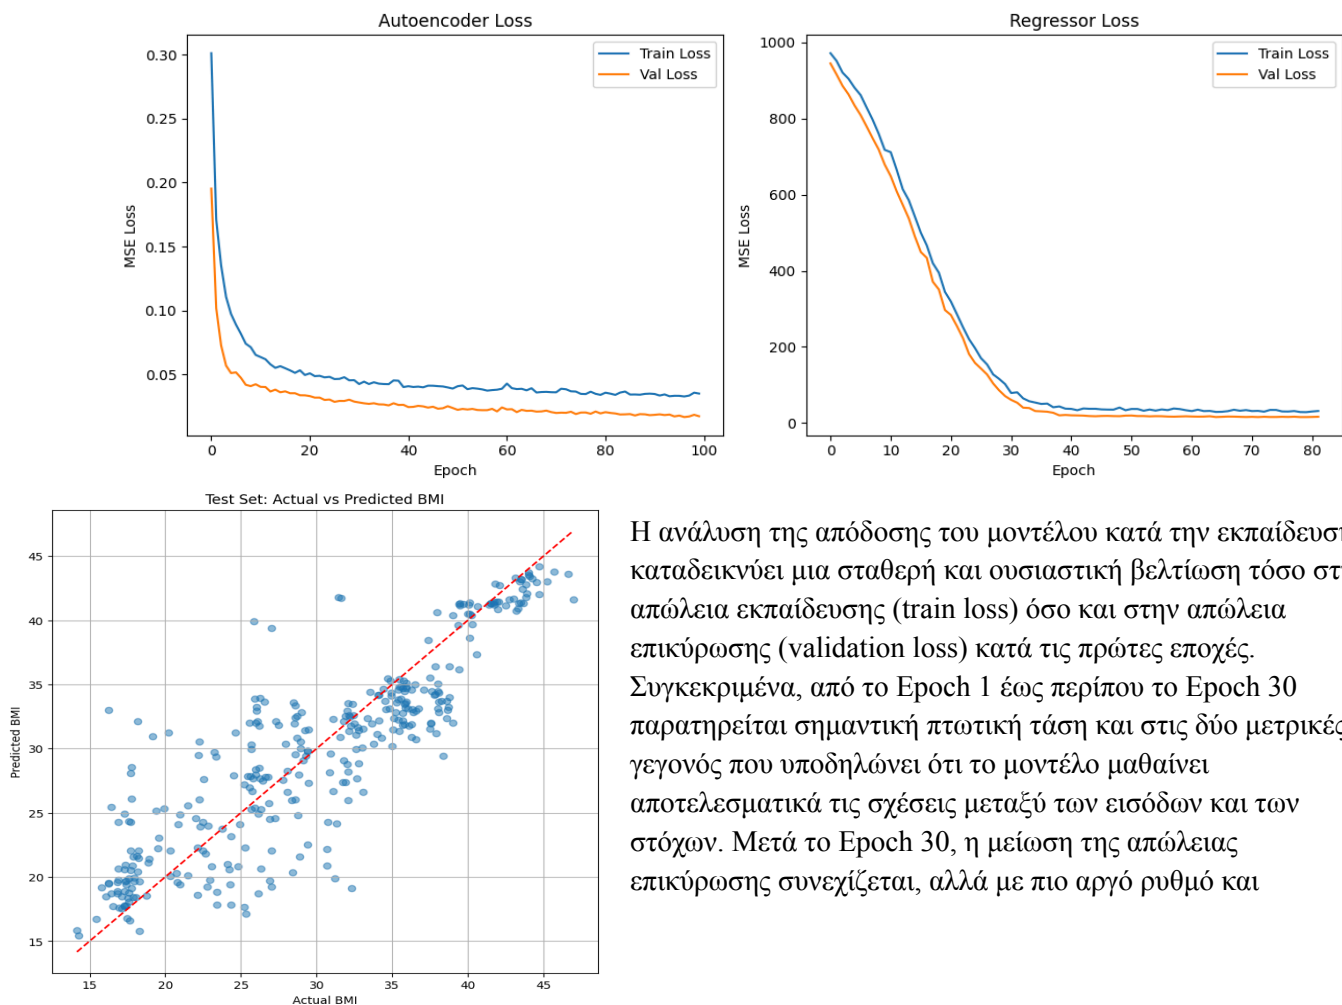 Autoencoder Loss
0.30
0.25
0.20
0.15
0.10
0.05
MSE Loss
0 20 40 60 80 100
Epoch
Train Loss
Val Loss
Regressor Loss
1000
800
600
400
200
0
MSE Loss
0 10 20 30 40 50 60 70 80
Epoch
Train Loss
Val Loss
Test Set: Actual vs Predicted BMI
45
40
35
30
25
20
15
Predicted BMI
15 20 25 30 35 40 45
Actual BMI
Η ανάλυση της απόδοσης του μοντέλου κατά την εκπαίδευση
καταδεικνύει μια σταθερή και ουσιαστική βελτίωση τόσο στ
απώλεια εκπαίδευσης (train loss) όσο και στην απώλεια
επικύρωσης (validation loss) κατά τις πρώτες εποχές.
Συγκεκριμένα, από το Epoch 1 έως περίπου το Epoch 30
παρατηρείται σημαντική πτωτική τάση και στις δύο μετρικές
γεγονός που υποδηλώνει ότι το μοντέλο μαθαίνει
αποτελεσματικά τις σχέσεις μεταξύ των εισόδων και των
στόχων. Μετά το Epoch 30, η μείωση της απώλειας
επικύρωσης συνεχίζεται, αλλά με πιο αργό ρυθμό και